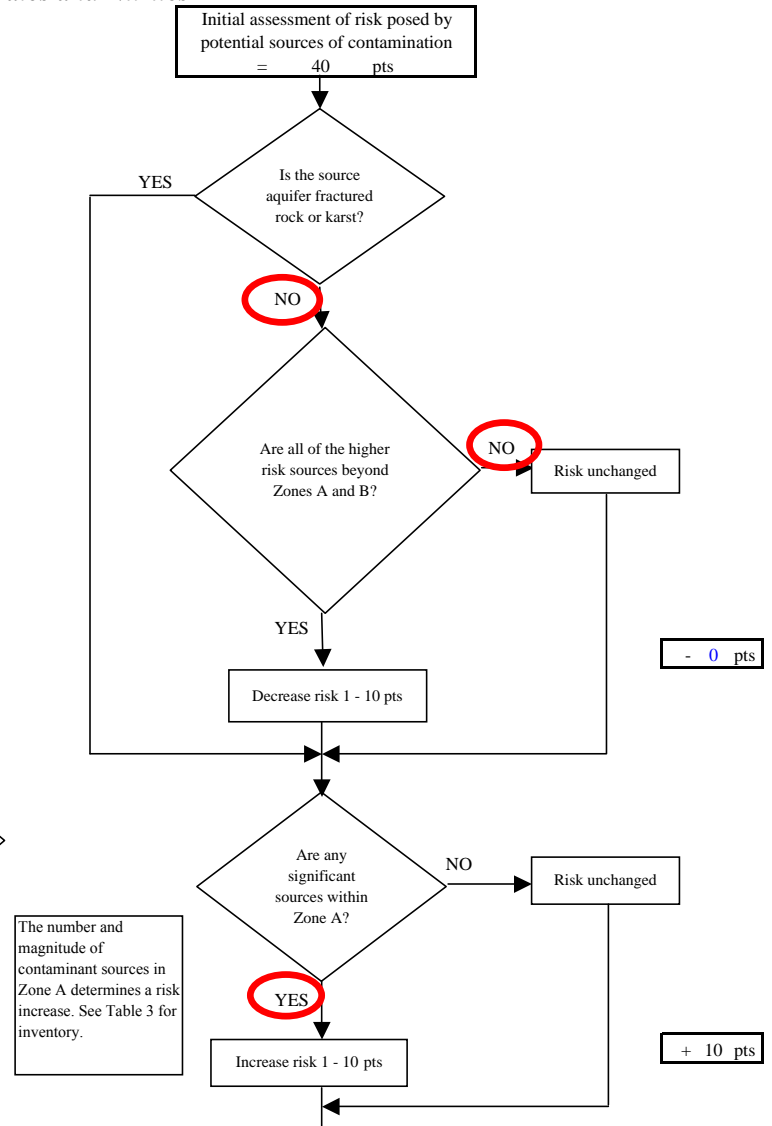 Initial assessment of risk posed by
potential sources of contamination
= 40 pts
Is the source
aquifer fractured
rock or karst?
YES
NO
Are all of the higher
risk sources beyond
Zones A and B?
NO
Risk unchanged
YES
- 0 pts
Decrease risk 1 - 10 pts
Are any
significant
sources within
Zone A?
NO
Risk unchanged
The number and
magnitude of
contaminant sources in
Zone A determines a risk
increase. See Table 3 for
inventory.
YES
Increase risk 1 - 10 pts
+ 10 pts